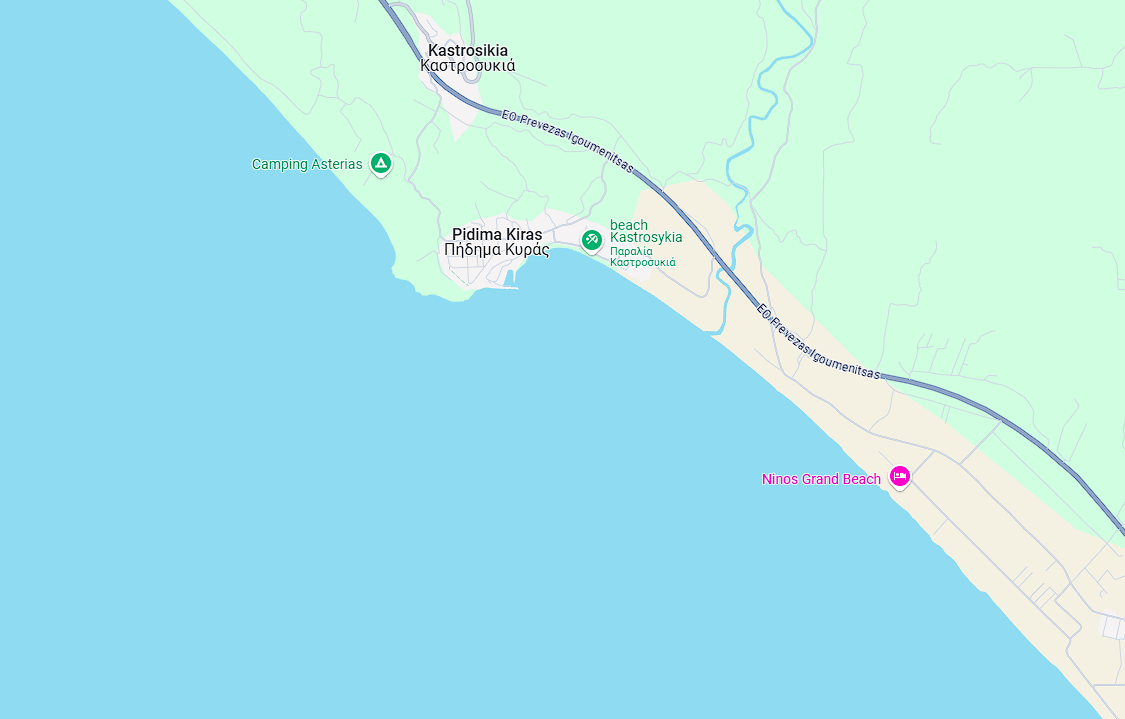 Kastrosikia
Καστροσυκιά
EO Prevezas Igoumenitsas
Camping Asterias
Pidima Kiras
Πήδημα Κυράς
beach
Kastrosykia
Παραλία
Καστροσυκιά
EO Prevezas Igoumenitsas
Ninos Grand Beach